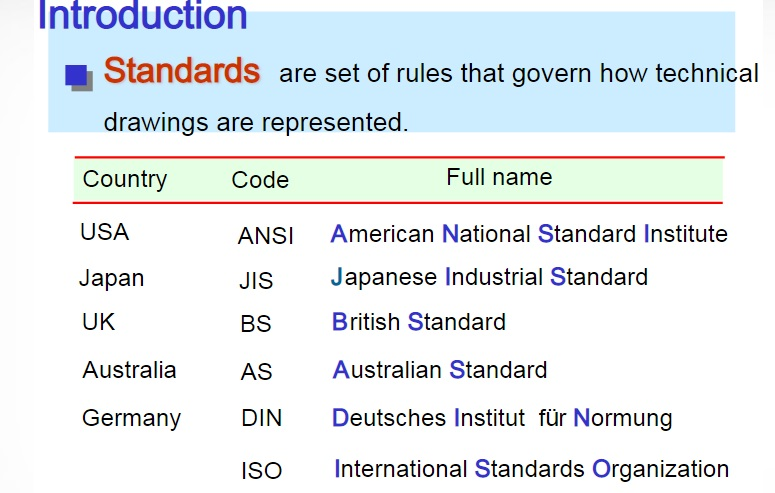 Introduction
Standards are set of rules that govern how technical
drawings are represented.
Country Code Full name
USA ANSI American National Standard Institute
Japan JIS Japanese Industrial Standard
UK BS British Standard
Australia AS Australian Standard
Germany DIN Deutsches Institut für Normung
ISO International Standards Organization